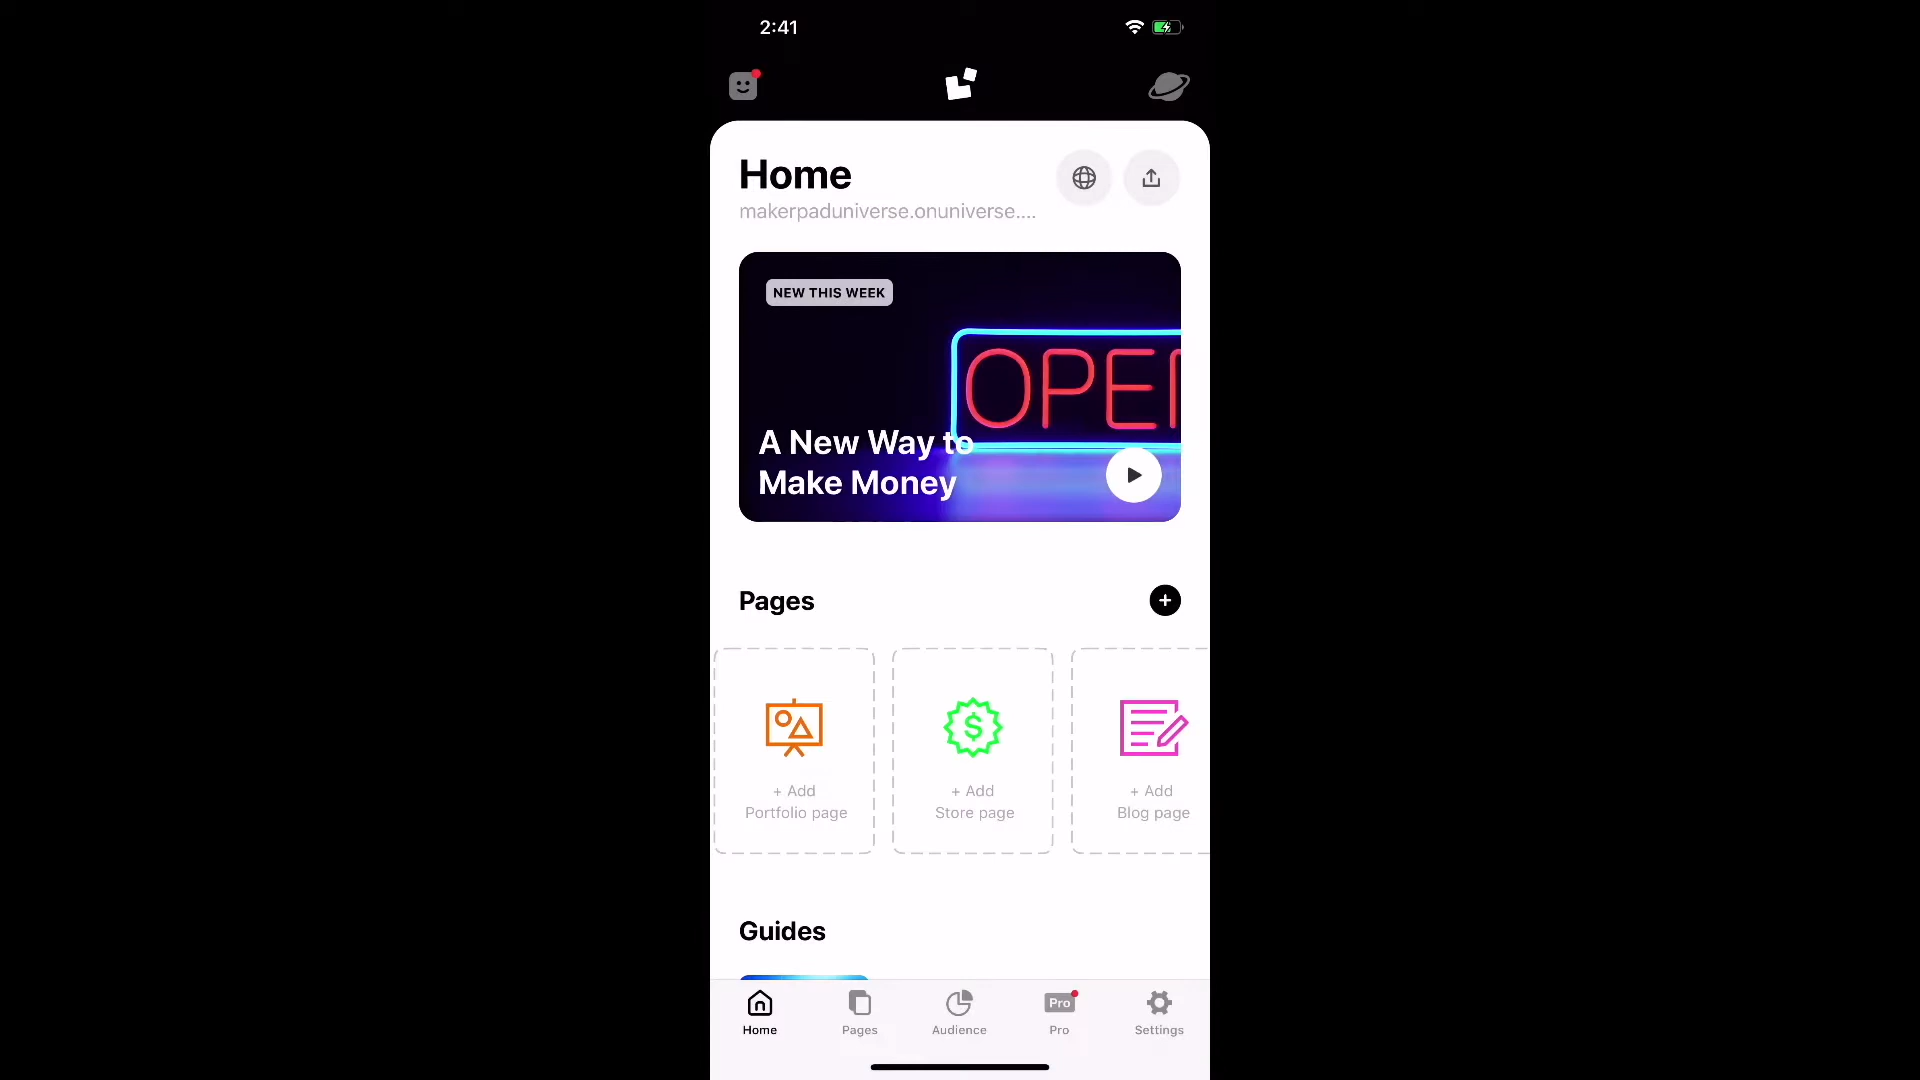 2:41
Home
makerpaduniverse.onuniverse....
NEW THIS WEEK
OPE
A New Way to
Make Money
Pages
+ Add
Portfolio page
+ Add
Store page
+ Add
Blog page
Guides
Home
Pages
Audience
Pro
Pro
Settings